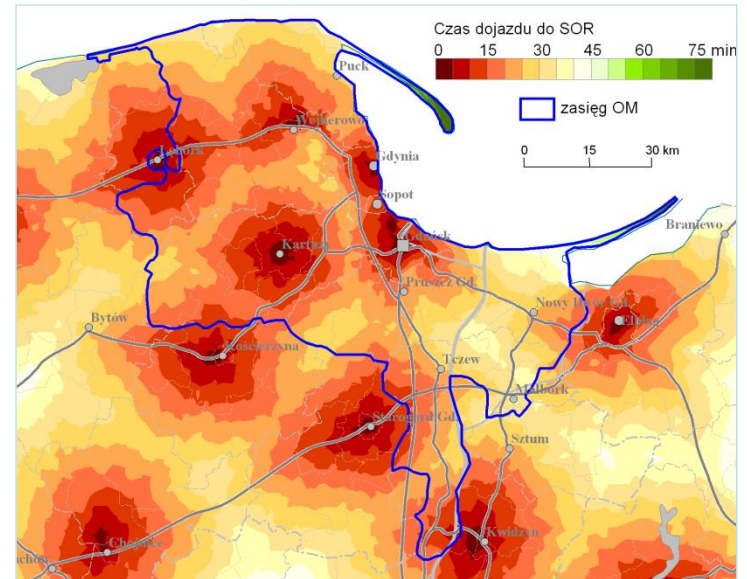 Czas dojazdu do SOR
0 15 30 45 60 75 min
zasięg OM
0 15 30 km
Puck
Wejherowo
Lębork
Gdynia
Sopot
Gdańsk
Braniewo
Kartuzy
Pruszcz Gd.
Nowy Dwór Gd.
Elbląg
Bytów
Kościerzyna
Tczew
Malbork
Starogard Gd.
Sztum
Kwidzyn
Chojnice